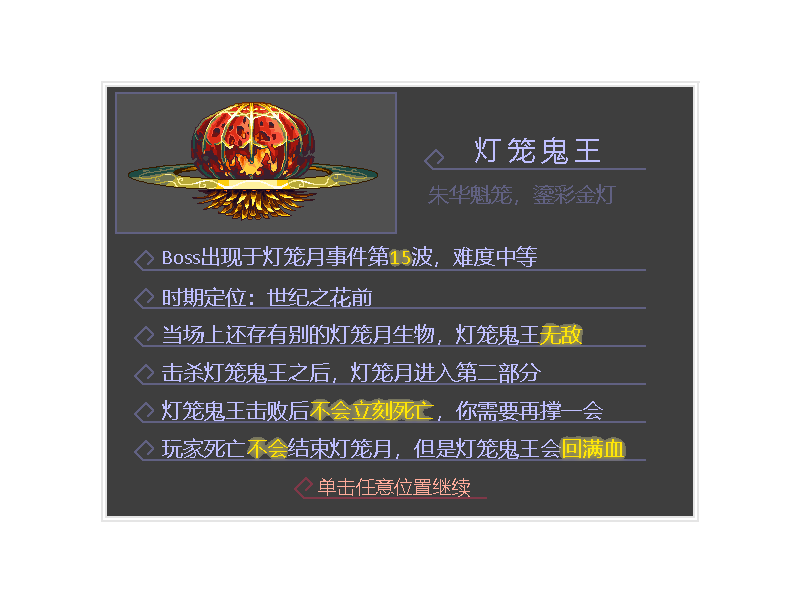 灯笼鬼王
朱华魁笼，鎏彩金灯
Boss出现于灯笼月事件第15波，难度中等
时期定位：世纪之花前
当场上还存有别的灯笼月生物，灯笼鬼王无敌
击杀灯笼鬼王之后，灯笼月进入第二部分
灯笼鬼王击败后不会立刻死亡，你需要再撑一会
玩家死亡不会结束灯笼月，但是灯笼鬼王会回满血
单击任意位置继续